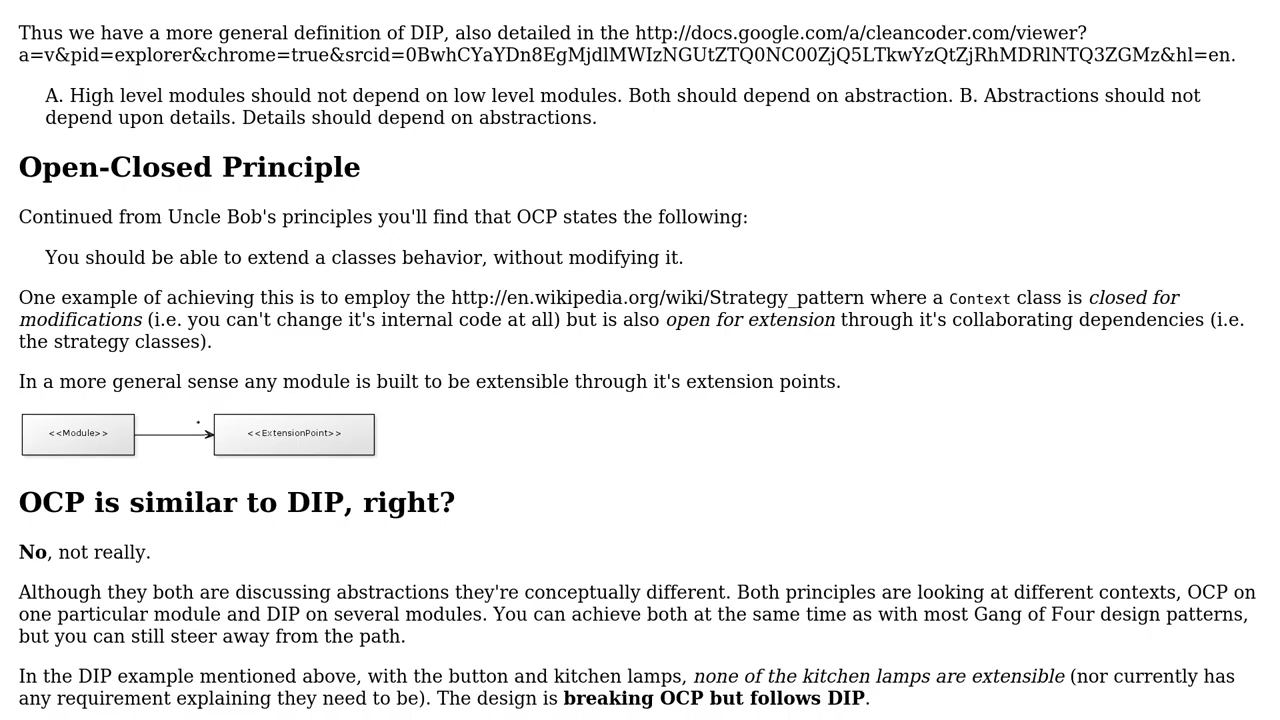 Thus we have a more general definition of DIP, also detailed in the http://docs.google.com/a/cleancoder.com/viewer?
a=v&pid=explorer&chrome=true&srcid=0BwhCYaYDn8EgMjdlMWIzNGUtZTQ0NC00ZjQ5LTkwYzQtZjRhMDRlNTQ3ZGMz&hl=en.
A. High level modules should not depend on low level modules. Both should depend on abstraction. B. Abstractions should not
depend upon details. Details should depend on abstractions.
Open-Closed Principle
Continued from Uncle Bob's principles you'll find that OCP states the following:
You should be able to extend a classes behavior, without modifying it.
One example of achieving this is to employ the http://en.wikipedia.org/wiki/Strategy_pattern where a Context class is closed for
modifications (i.e. you can't change it's internal code at all) but is also open for extension through it's collaborating dependencies (i.e.
the strategy classes).
In a more general sense any module is built to be extensible through it's extension points.
<<Module>> * <<ExtensionPoint>>
OCP is similar to DIP, right?
No, not really.
Although they both are discussing abstractions they're conceptually different. Both principles are looking at different contexts, OCP on
one particular module and DIP on several modules. You can achieve both at the same time as with most Gang of Four design patterns,
but you can still steer away from the path.
In the DIP example mentioned above, with the button and kitchen lamps, none of the kitchen lamps are extensible (nor currently has
any requirement explaining they need to be). The design is breaking OCP but follows DIP.